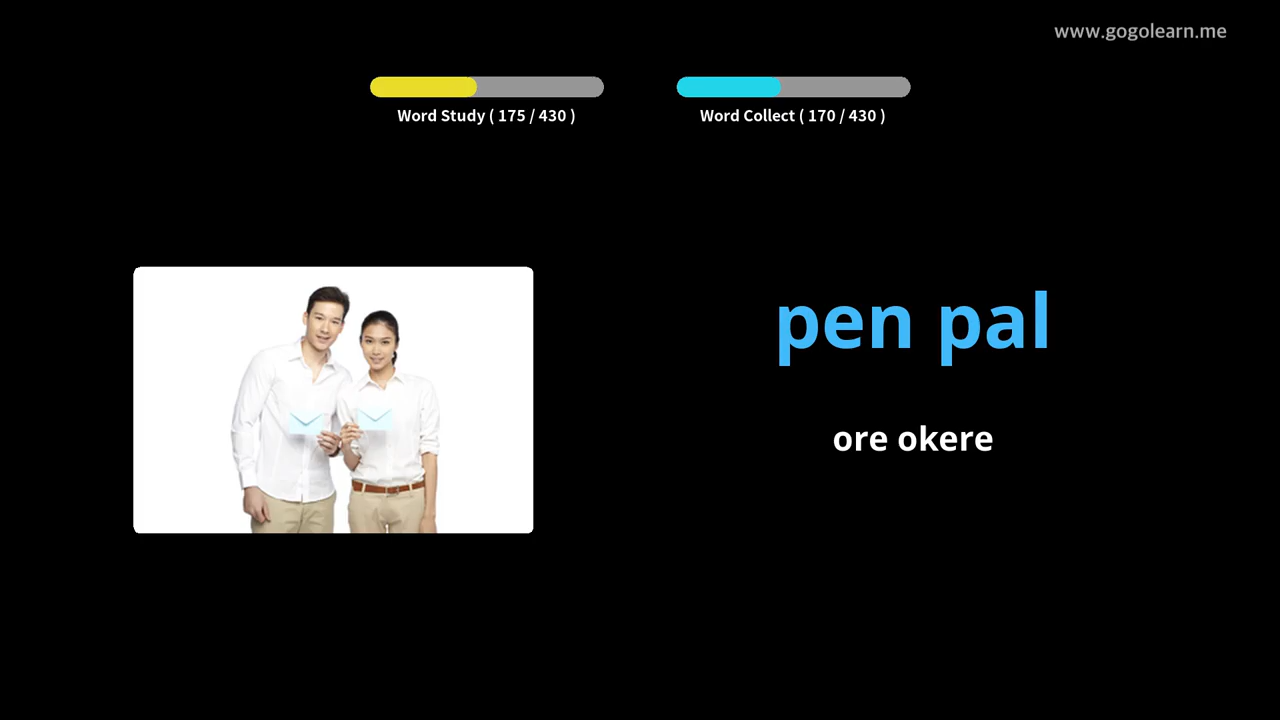 www.gogolearn.me
Word Study ( 175 / 430 )
Word Collect ( 170 / 430 )
pen pal
ore okere